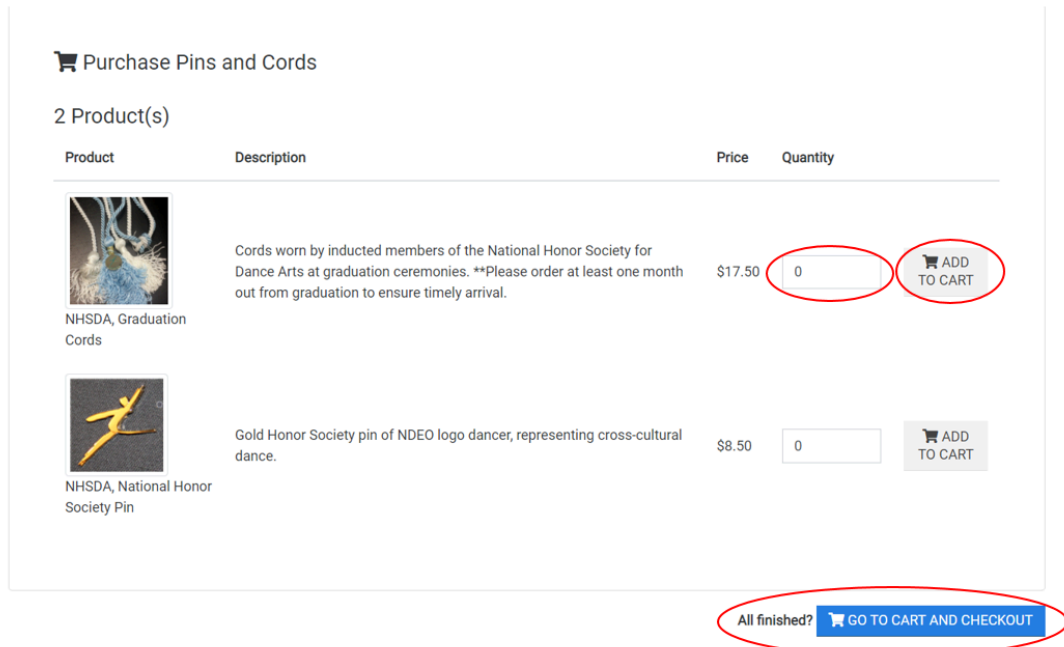 Purchase Pins and Cords
2 Product(s)
Product Description Price Quantity
Cords worn by inducted members of the National Honor Society for
Dance Arts at graduation ceremonies. **Please order at least one month
out from graduation to ensure timely arrival.
$17.50 0 ADD
TO CART
NHSDA, Graduation
Cords
Gold Honor Society pin of NDEO logo dancer, representing cross-cultural
dance.
$8.50 0 ADD
TO CART
NHSDA, National Honor
Society Pin
All finished? GO TO CART AND CHECKOUT